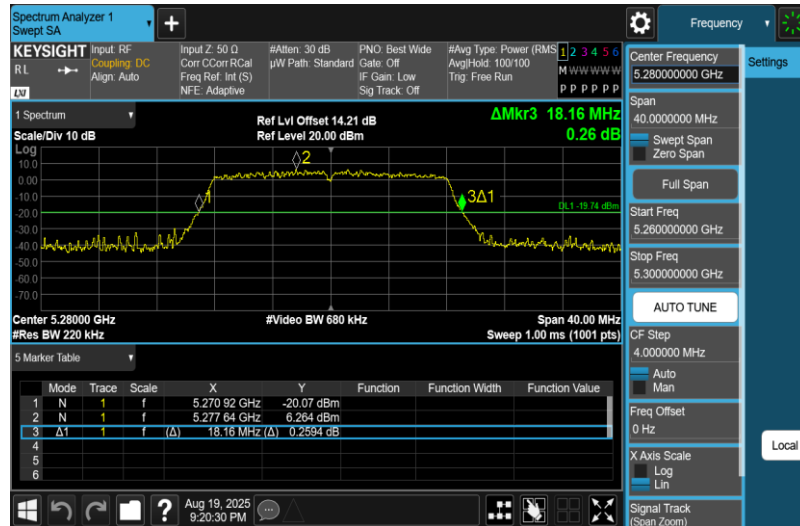 Spectrum Analyzer 1
Swept SA
Frequency
KEYSIGHT
RL
LXI
Input: RF
Coupling: DC
Align: Auto
Input Z: 50 Ω
Corr CCorr RCal
Freq Ref: Int (S)
NFE: Adaptive
#Atten: 30 dB
µW Path: Standard
PNO: Best Wide
Gate: Off
IF Gain: Low
Sig Track: Off
#Avg Type: Power (RMS
Avg|Hold: 100/100
Trig: Free Run
1 2 3 4 5 6
M W W W W W
P P P P P P
1 Spectrum
Scale/Div 10 dB
Ref Lvl Offset 14.21 dB
Ref Level 20.00 dBm
ΔMkr3 18.16 MHz
0.26 dB
Log
10.0
0.00
-10.0
-20.0
-30.0
-40.0
-50.0
-60.0
-70.0
1
2
3Δ1
DL1 -19.74 dBm
Center 5.28000 GHz
#Res BW 220 kHz
#Video BW 680 kHz
Span 40.00 MHz
Sweep 1.00 ms (1001 pts)
5 Marker Table
Mode Trace Scale X Y Function Function Width Function Value
1 N 1 f 5.270 92 GHz -20.07 dBm
2 N 1 f 5.277 64 GHz 6.264 dBm
3 Δ1 1 f (Δ) 18.16 MHz (Δ) 0.2594 dB
4
5
6
Aug 19, 2025
9:20:30 PM
?
Center Frequency
5.280000000 GHz
Settings
Span
40.0000000 MHz
Swept Span
Zero Span
Full Span
Start Freq
5.260000000 GHz
Stop Freq
5.300000000 GHz
AUTO TUNE
CF Step
4.000000 MHz
Auto
Man
Freq Offset
0 Hz
X Axis Scale
Log
Lin
Local
Signal Track
(Span Zoom)